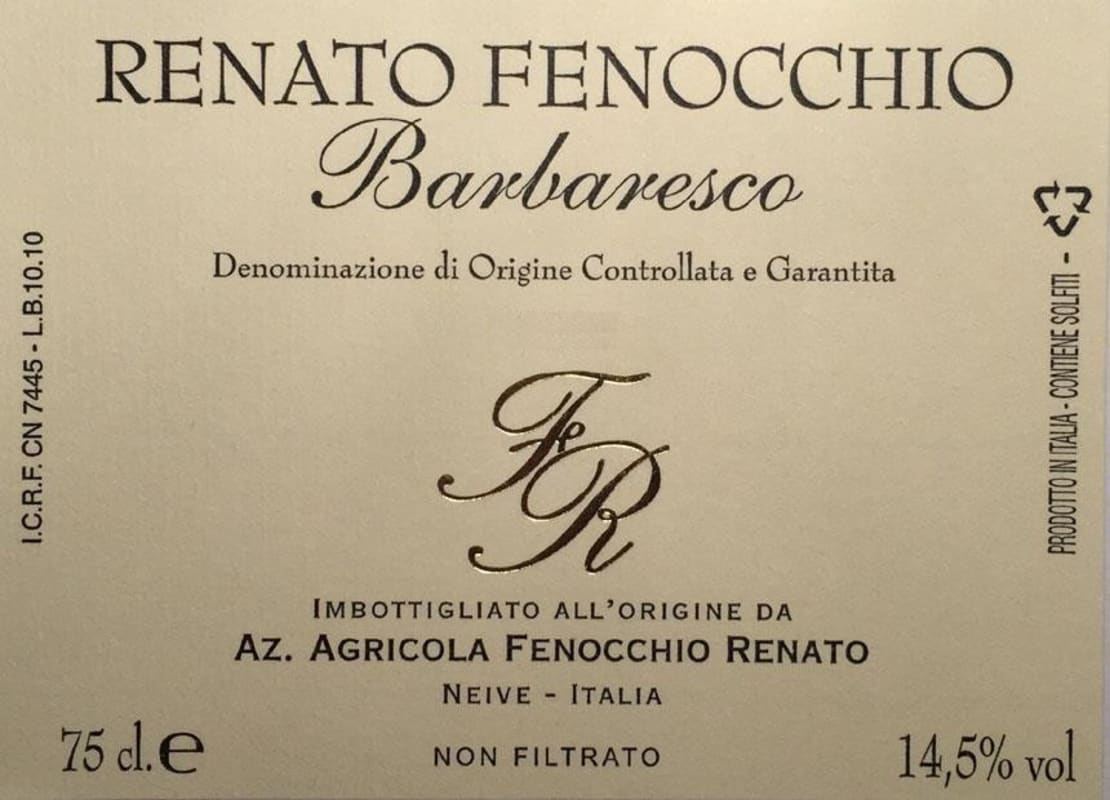 RENATO FENOCCHIO
Barbaresco
Denominazione di Origine Controllata e Garantita
I.C.R.F. CN 7445 - L.B.10.10
PRODOTTO IN ITALIA - CONTIENE SOLFITI -
FR
IMBOTTIGLIATO ALL'ORIGINE DA
AZ. AGRICOLA FENOCCHIO RENATO
NEIVE - ITALIA
75 cl. e
NON FILTRATO
14,5% vol